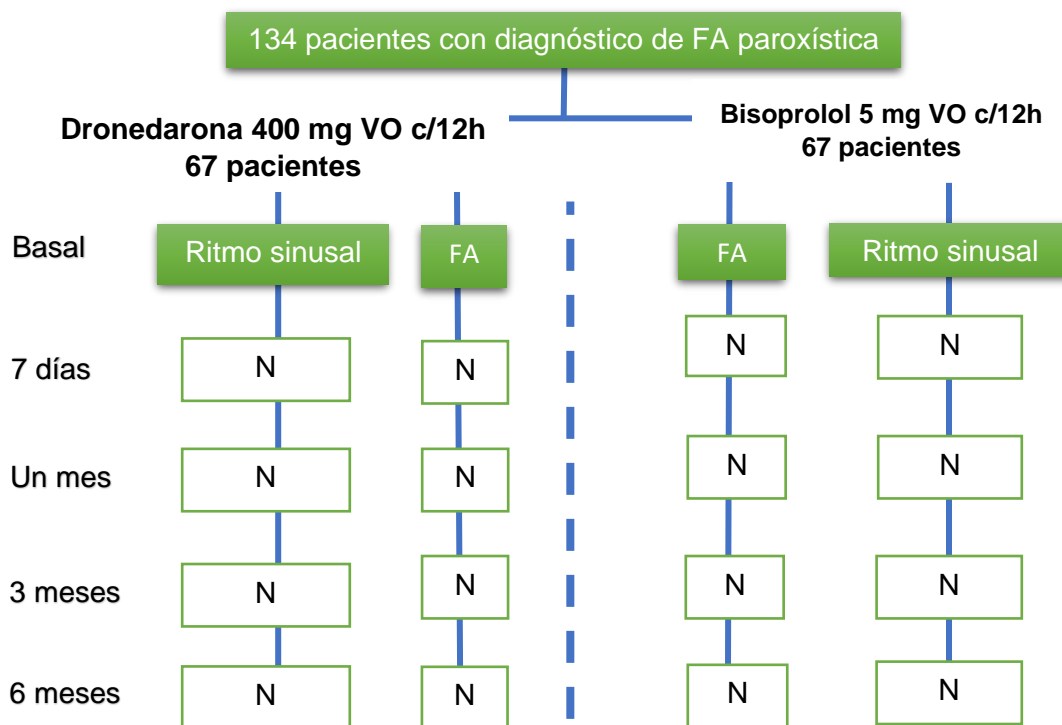 134 pacientes con diagnóstico de FA paroxística
Dronedarona 400 mg VO c/12h
67 pacientes
Bisoprolol 5 mg VO c/12h
67 pacientes
Basal
Ritmo sinusal
FA
FA
Ritmo sinusal
7 días
N
N
N
N
Un mes
N
N
N
N
3 meses
N
N
N
N
6 meses
N
N
N
N